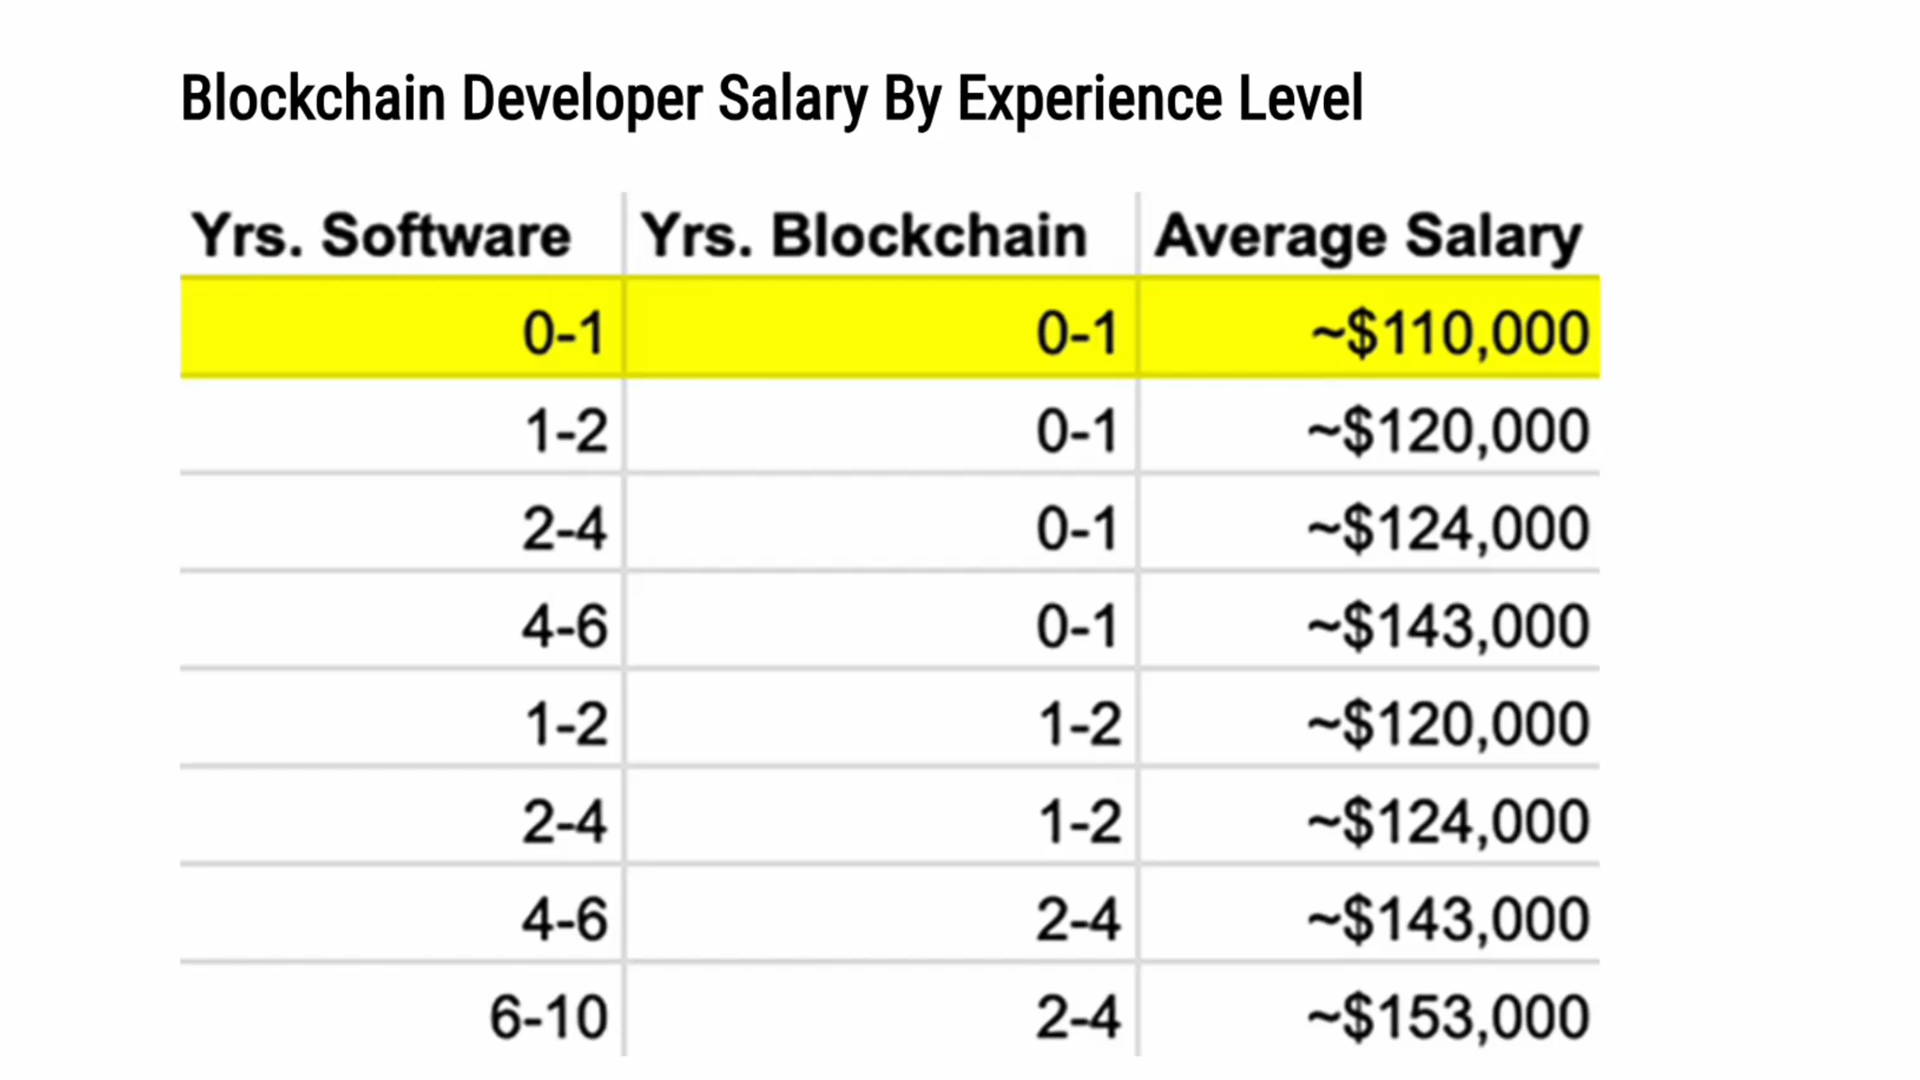 Blockchain Developer Salary By Experience Level
Yrs. Software Yrs. Blockchain Average Salary
0-1 0-1 ~$110,000
1-2 0-1 ~$120,000
2-4 0-1 ~$124,000
4-6 0-1 ~$143,000
1-2 1-2 ~$120,000
2-4 1-2 ~$124,000
4-6 2-4 ~$143,000
6-10 2-4 ~$153,000